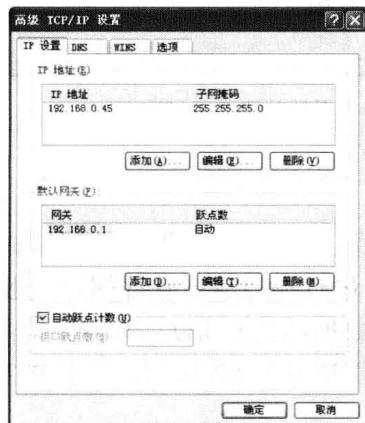 高级 TCP/IP 设置
IP 设置 DNS WINS 选项
IP 地址(R)
IP 地址 子网掩码
192.168.0.45 255.255.255.0
添加(A)... 编辑(E)... 删除(V)
默认网关(F)
网关 跃点数
192.168.0.1 自动
添加(D)... 编辑(T)... 删除(M)
自动跃点计数(U)
接口跃点数(N)
确定 取消